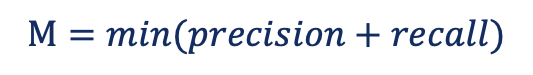 M = min(precision + recall)